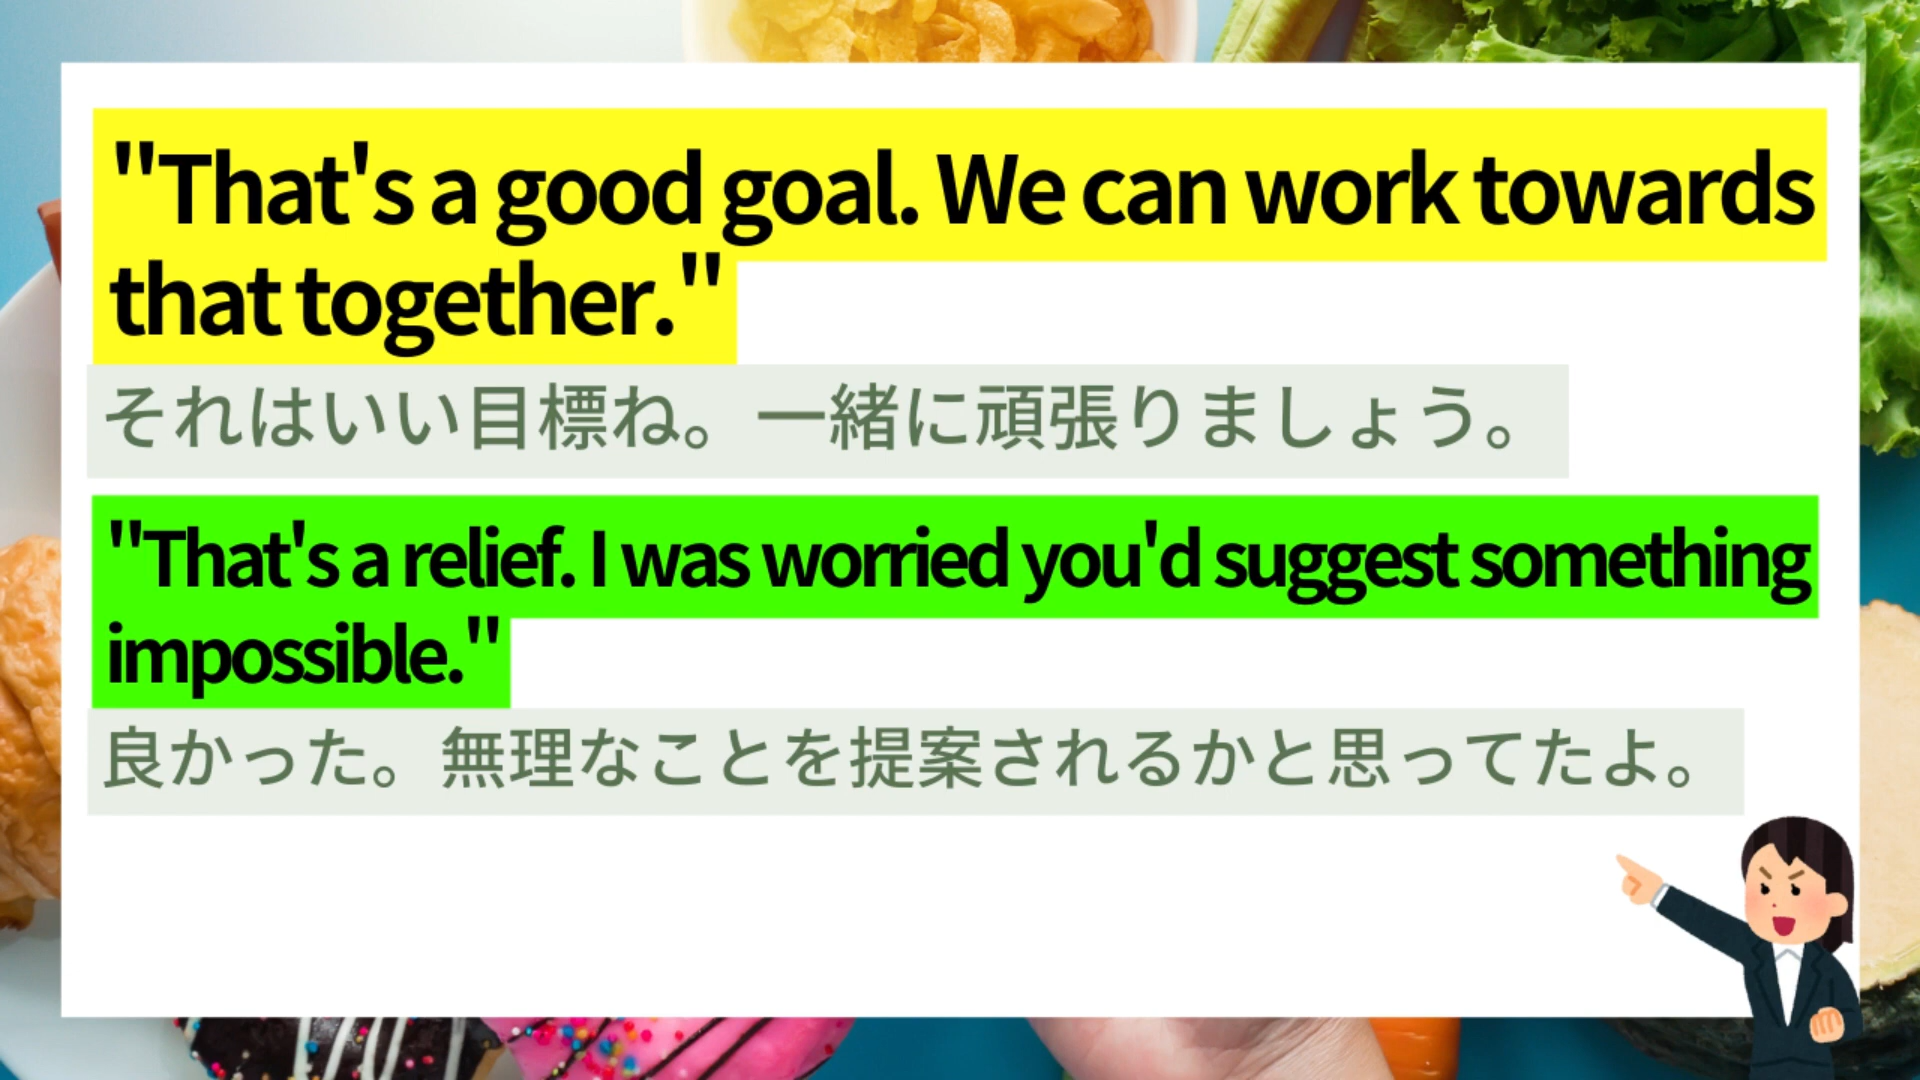 "That's a good goal. We can work towards
that together."
それはいい目標ね。一緒に頑張りましょう。
"That's a relief. I was worried you'd suggest something
impossible."
良かった。無理なことを提案されるかと思ってたよ。